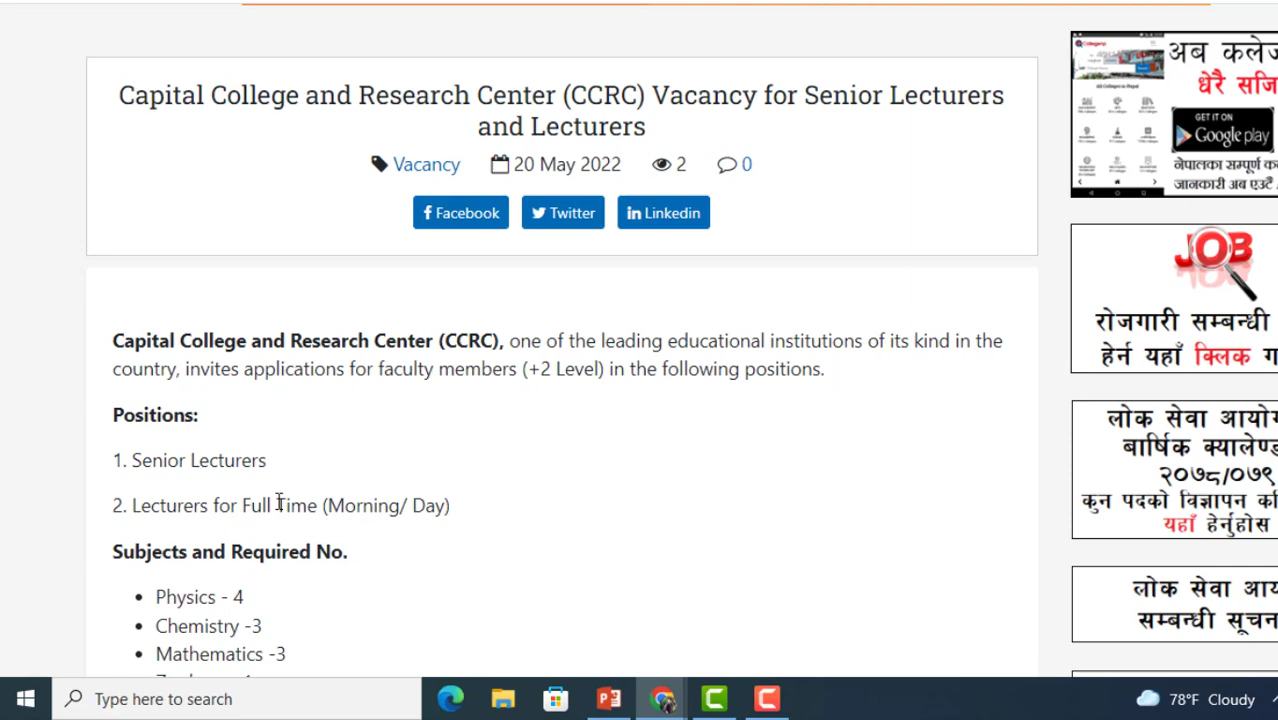 Capital College and Research Center (CCRC) Vacancy for Senior Lecturers
and Lecturers
Vacancy 20 May 2022 2 0
Facebook Twitter Linkedin
Capital College and Research Center (CCRC), one of the leading educational institutions of its kind in the
country, invites applications for faculty members (+2 Level) in the following positions.
Positions:
1. Senior Lecturers
2. Lecturers for Full Time (Morning/ Day)
Subjects and Required No.
Physics - 4
Chemistry -3
Mathematics -3
अब कलेज
धेरै सजि
GET IT ON
Google play
नेपालका सम्पूर्ण क
जानकारी अब एउटै
JOB
रोजगारी सम्बन्धी
हेर्न यहाँ क्लिक ग
लोक सेवा आयोग
बार्षिक क्यालेण्ड
२०७८/०७९
कुन पदको विज्ञापन क
यहाँ हेर्नुहोस
लोक सेवा आय
सम्बन्धी सूचन
Type here to search
78°F Cloudy